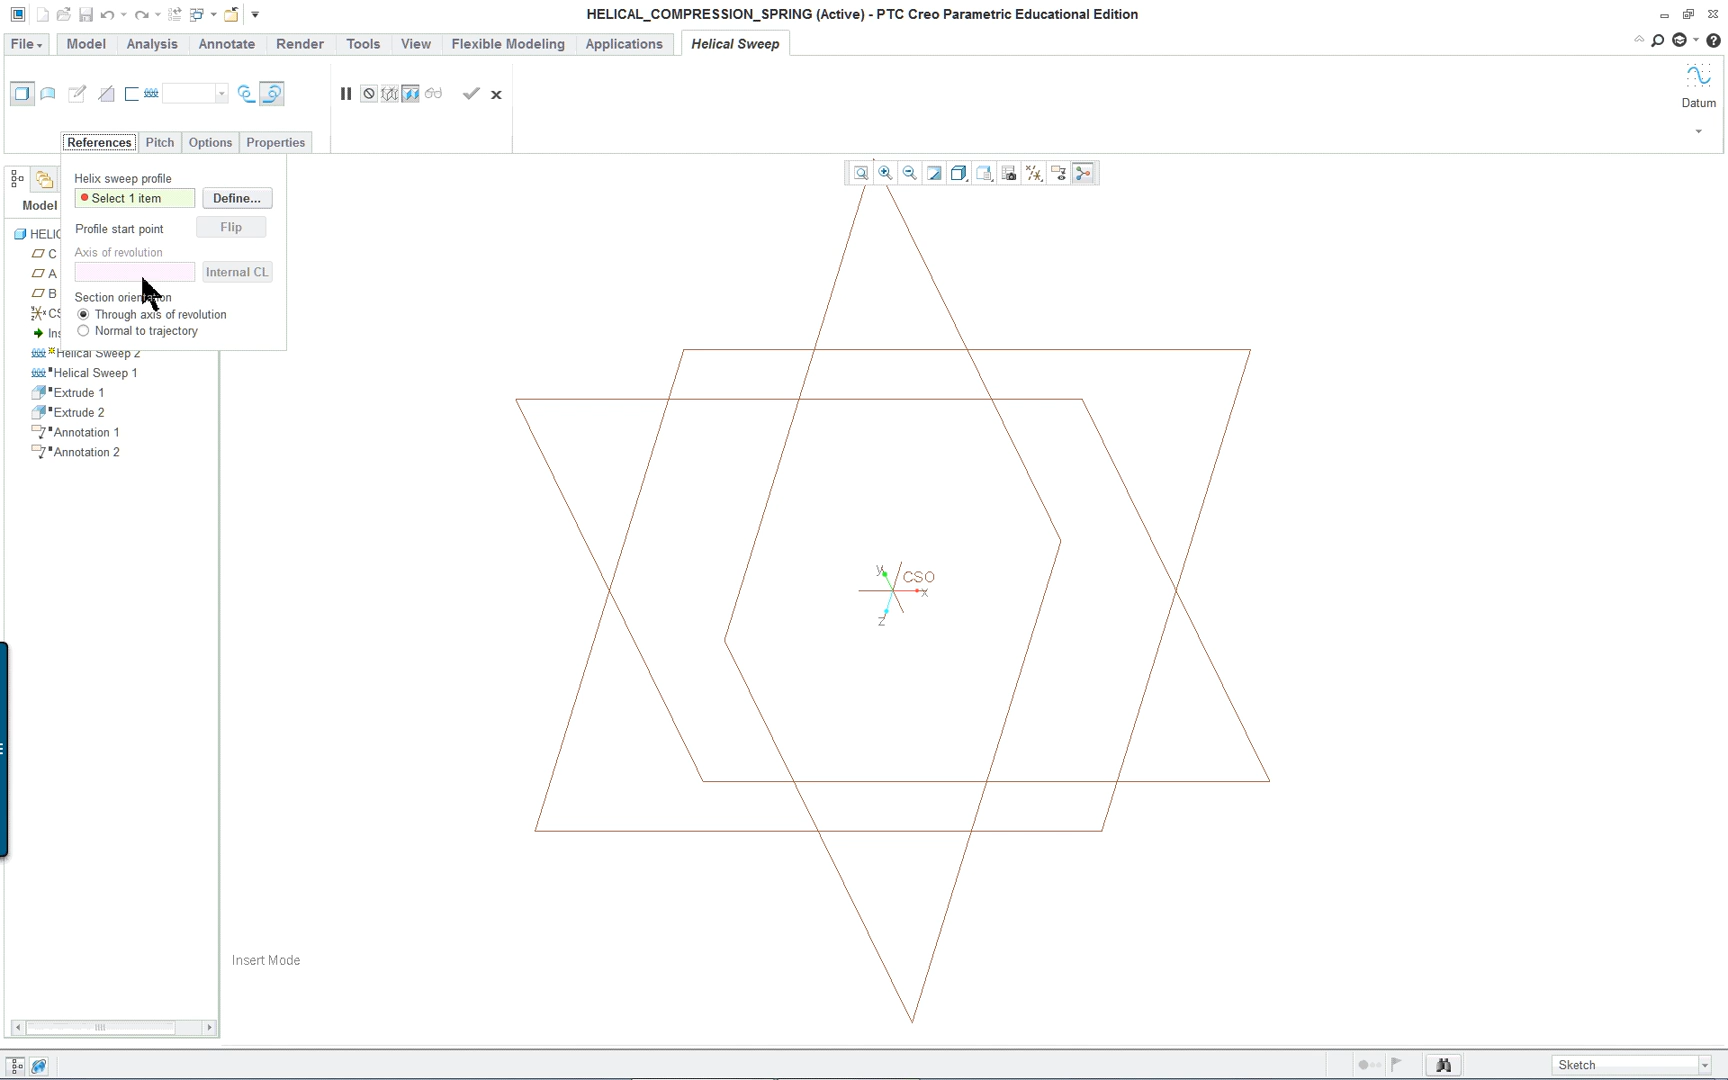 HELICAL_COMPRESSION_SPRING (Active) - PTC Creo Parametric Educational Edition
File Model Analysis Annotate Render Tools View Flexible Modeling Applications Helical Sweep
Datum
References Pitch Options Properties
Helix sweep profile
Select 1 item Define...
Profile start point Flip
Axis of revolution
Internal CL
Section orientation
Through axis of revolution
Normal to trajectory
Model
HELIC
C
A
B
CS
Ins
Helical Sweep 2
Helical Sweep 1
Extrude 1
Extrude 2
Annotation 1
Annotation 2
y
CSO
x
z
Insert Mode
Sketch